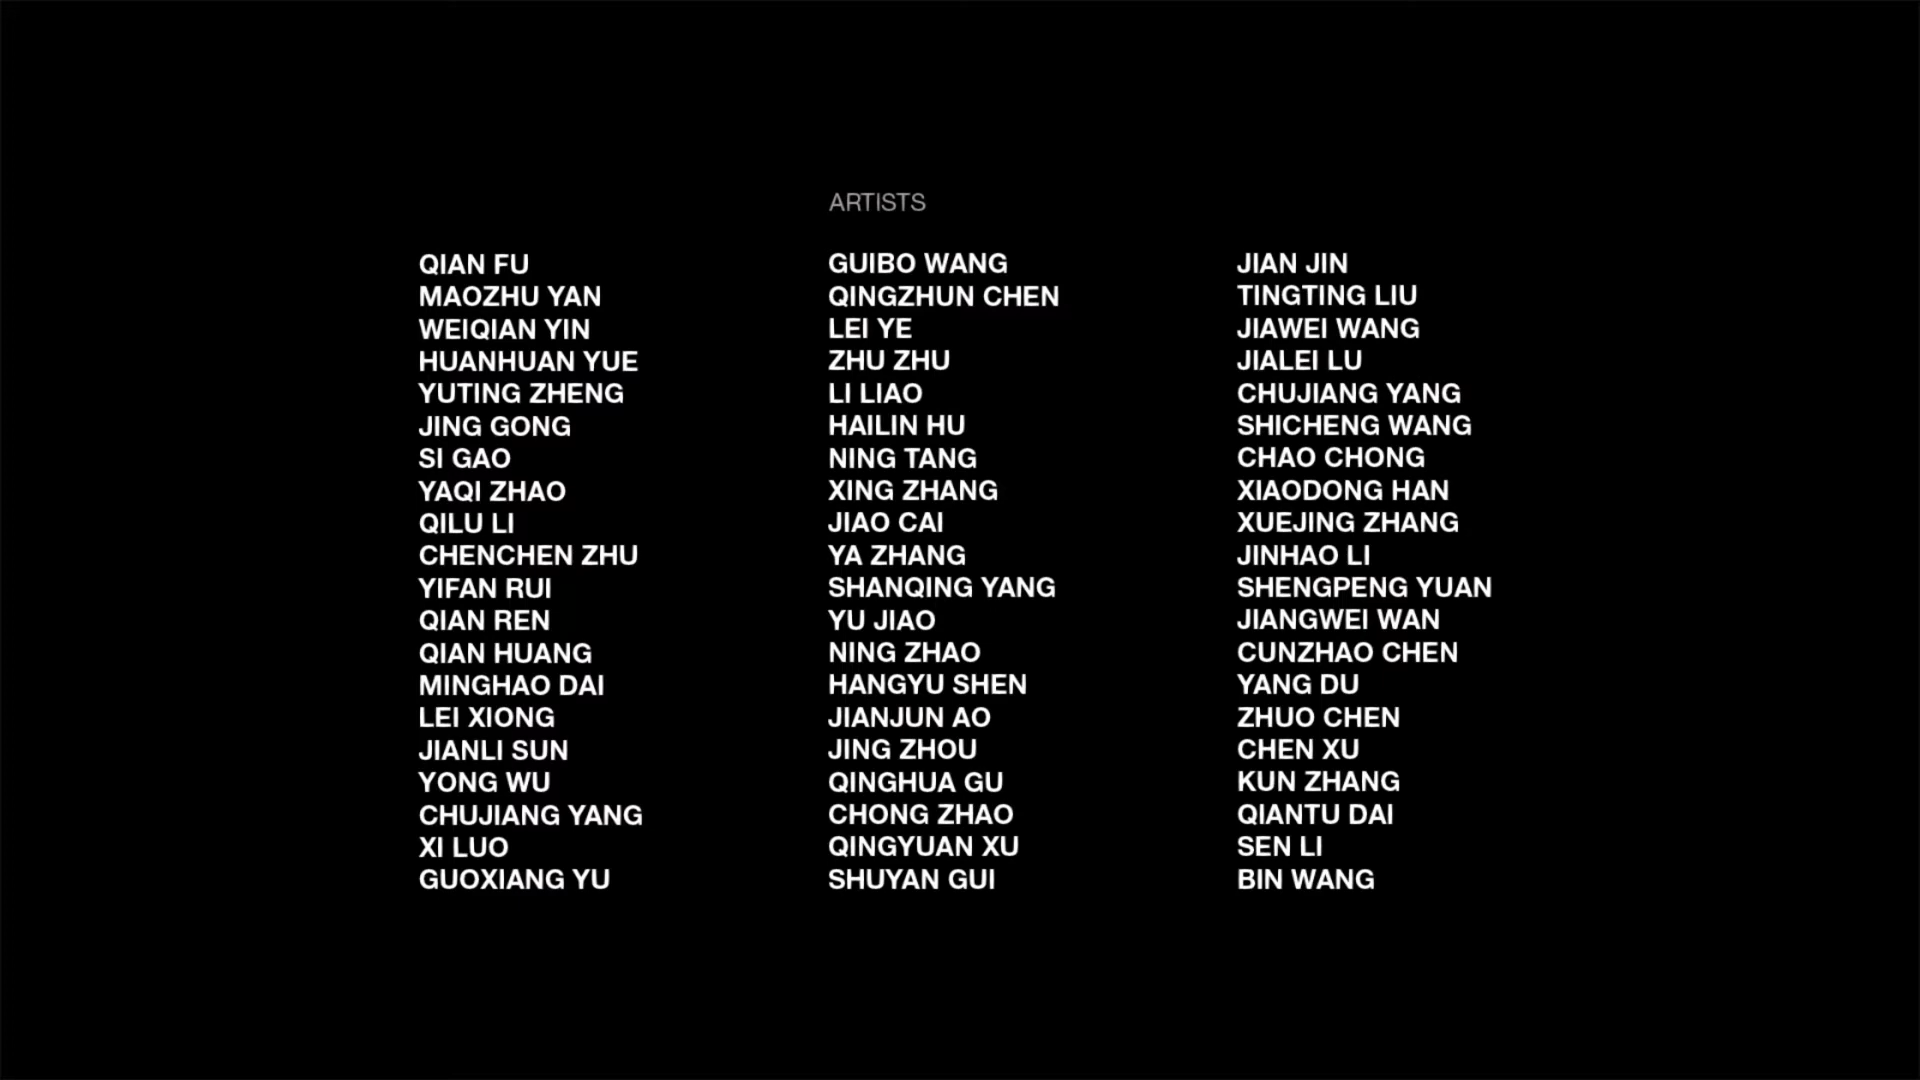 ARTISTS
QIAN FU
MAOZHU YAN
WEIQIAN YIN
HUANHUAN YUE
YUTING ZHENG
JING GONG
SI GAO
YAQI ZHAO
QILU LI
CHENCHEN ZHU
YIFAN RUI
QIAN REN
QIAN HUANG
MINGHAO DAI
LEI XIONG
JIANLI SUN
YONG WU
CHUJIANG YANG
XI LUO
GUOXIANG YU
GUIBO WANG
QINGZHUN CHEN
LEI YE
ZHU ZHU
LI LIAO
HAILIN HU
NING TANG
XING ZHANG
JIAO CAI
YA ZHANG
SHANQING YANG
YU JIAO
NING ZHAO
HANGYU SHEN
JIANJUN AO
JING ZHOU
QINGHUA GU
CHONG ZHAO
QINGYUAN XU
SHUYAN GUI
JIAN JIN
TINGTING LIU
JIAWEI WANG
JIALEI LU
CHUJIANG YANG
SHICHENG WANG
CHAO CHONG
XIAODONG HAN
XUEJING ZHANG
JINHAO LI
SHENGPENG YUAN
JIANGWEI WAN
CUNZHAO CHEN
YANG DU
ZHUO CHEN
CHEN XU
KUN ZHANG
QIANTU DAI
SEN LI
BIN WANG